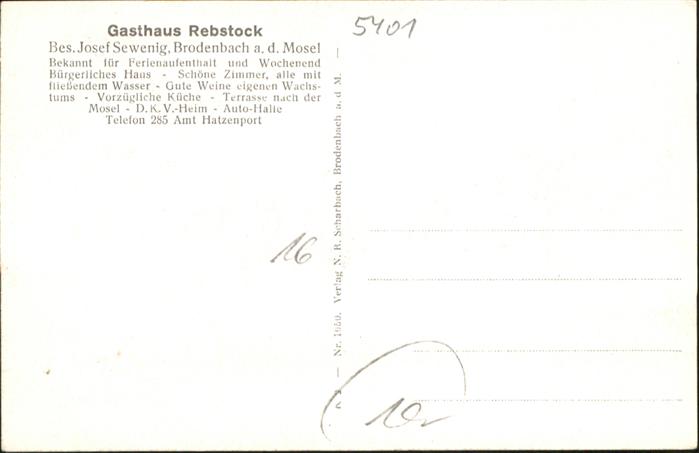 Gasthaus Rebstock
Bes. Josef Sewenig, Brodenbach a. d. Mosel
Bekannt für Ferienaufenthalt und Wochenend
Bürgerliches Haus - Schöne Zimmer, alle mit
fließendem Wasser - Gute Weine eigenen Wachs-
tums - Vorzügliche Küche - Terrasse nach der
Mosel - D. K. V.-Heim - Auto-Halle
Telefon 285 Amt Hatzenport
5401
16
— Nr. 1950. Verlag N. R. Scharbach, Brodenbach a. d. M. —